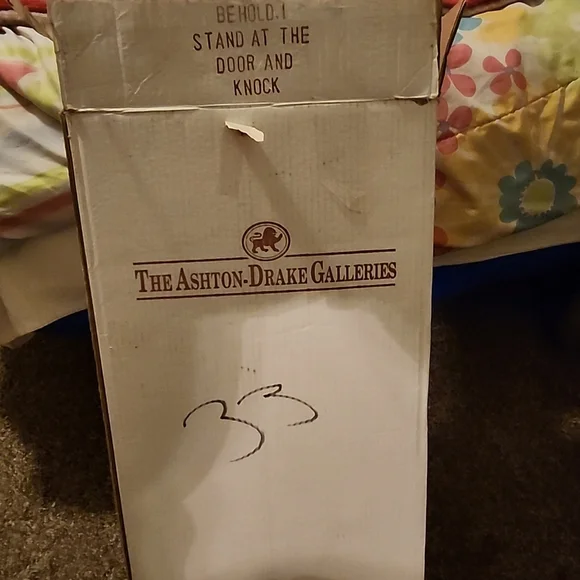 BEHOLD. I
STAND AT THE
DOOR AND
KNOCK
THE ASHTON-DRAKE GALLERIES
33